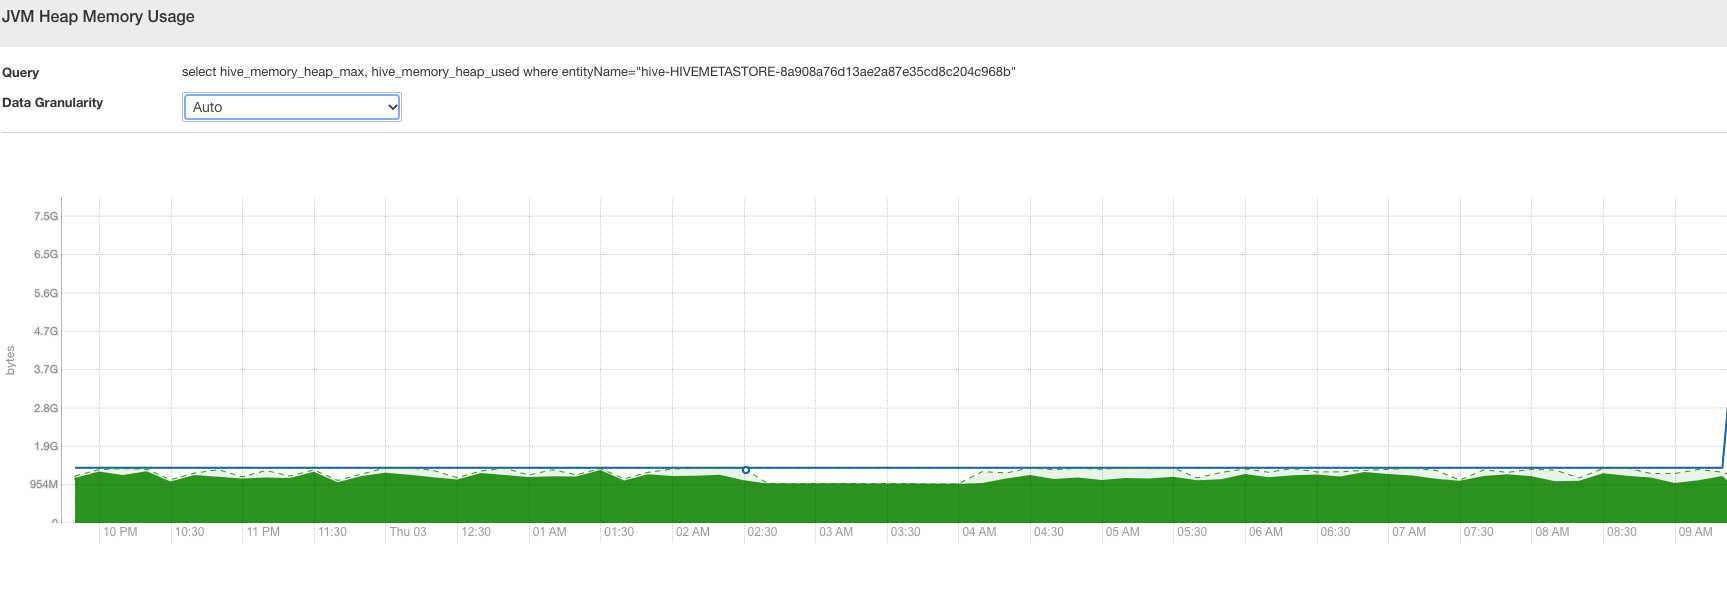 JVM Heap Memory Usage
Query select hive_memory_heap_max, hive_memory_heap_used where entityName="hive-HIVEMETASTORE-8a908a76d13ae2a87e35cd8c204c968b"
Data Granularity Auto
bytes
7.5G
6.5G
5.6G
4.7G
3.7G
2.8G
1.9G
954M
0
10 PM 10:30 11 PM 11:30 Thu 03 12:30 01 AM 01:30 02 AM 02:30 03 AM 03:30 04 AM 04:30 05 AM 05:30 06 AM 06:30 07 AM 07:30 08 AM 08:30 09 AM